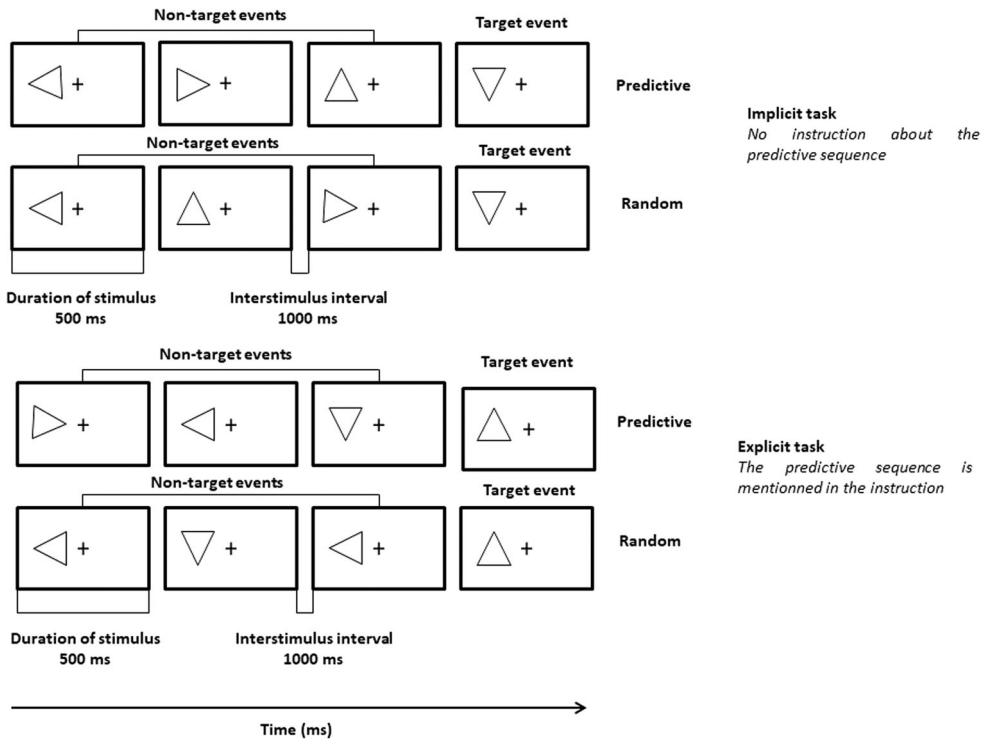 Non-target events
Target event
Predictive
Implicit task
No instruction about the
predictive sequence
Non-target events
Target event
Random
Duration of stimulus
500 ms
Interstimulus interval
1000 ms
Non-target events
Target event
Predictive
Explicit task
The predictive sequence is
mentionned in the instruction
Non-target events
Target event
Random
Duration of stimulus
500 ms
Interstimulus interval
1000 ms
Time (ms)